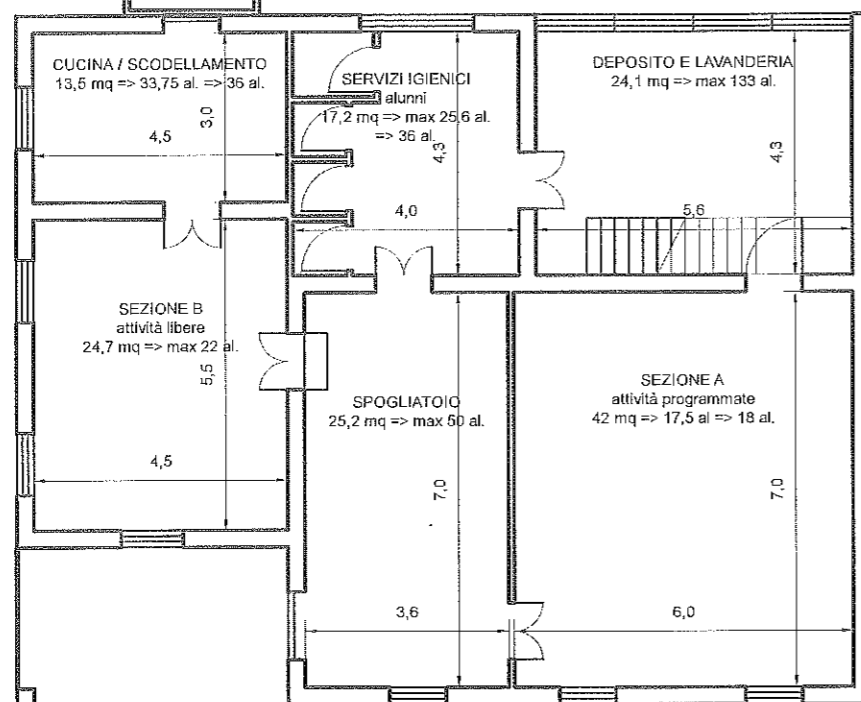 CUCINA / SCODELLAMENTO
13,5 mq => 33,75 al. => 36 al.
3,0
4,5
SERVIZI IGIENICI
alunni
17,2 mq => max 25,6 al.
=> 36 al.
4,3
4,0
DEPOSITO E LAVANDERIA
24,1 mq => max 133 al.
4,3
5,6
SEZIONE B
attività libere
24,7 mq => max 22 al.
5,5
4,5
SPOGLIATOIO
25,2 mq => max 50 al.
7,0
3,6
SEZIONE A
attività programmate
42 mq => 17,5 al => 18 al.
7,0
6,0